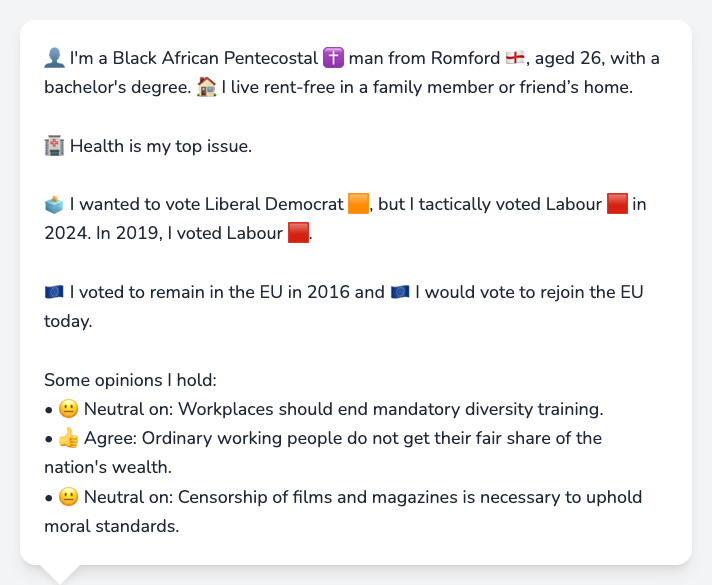 👤 I'm a Black African Pentecostal ✝️ man from Romford 🏴󠁧󠁢󠁥󠁮󠁧󠁿, aged 26, with a
bachelor's degree. 🏠 I live rent-free in a family member or friend’s home.
🏥 Health is my top issue.
🗳️ I wanted to vote Liberal Democrat 🟧, but I tactically voted Labour 🟥 in
2024. In 2019, I voted Labour 🟥.
🇪🇺 I voted to remain in the EU in 2016 and 🇪🇺 I would vote to rejoin the EU
today.
Some opinions I hold:
• 😐 Neutral on: Workplaces should end mandatory diversity training.
• 👍 Agree: Ordinary working people do not get their fair share of the
nation's wealth.
• 😐 Neutral on: Censorship of films and magazines is necessary to uphold
moral standards.